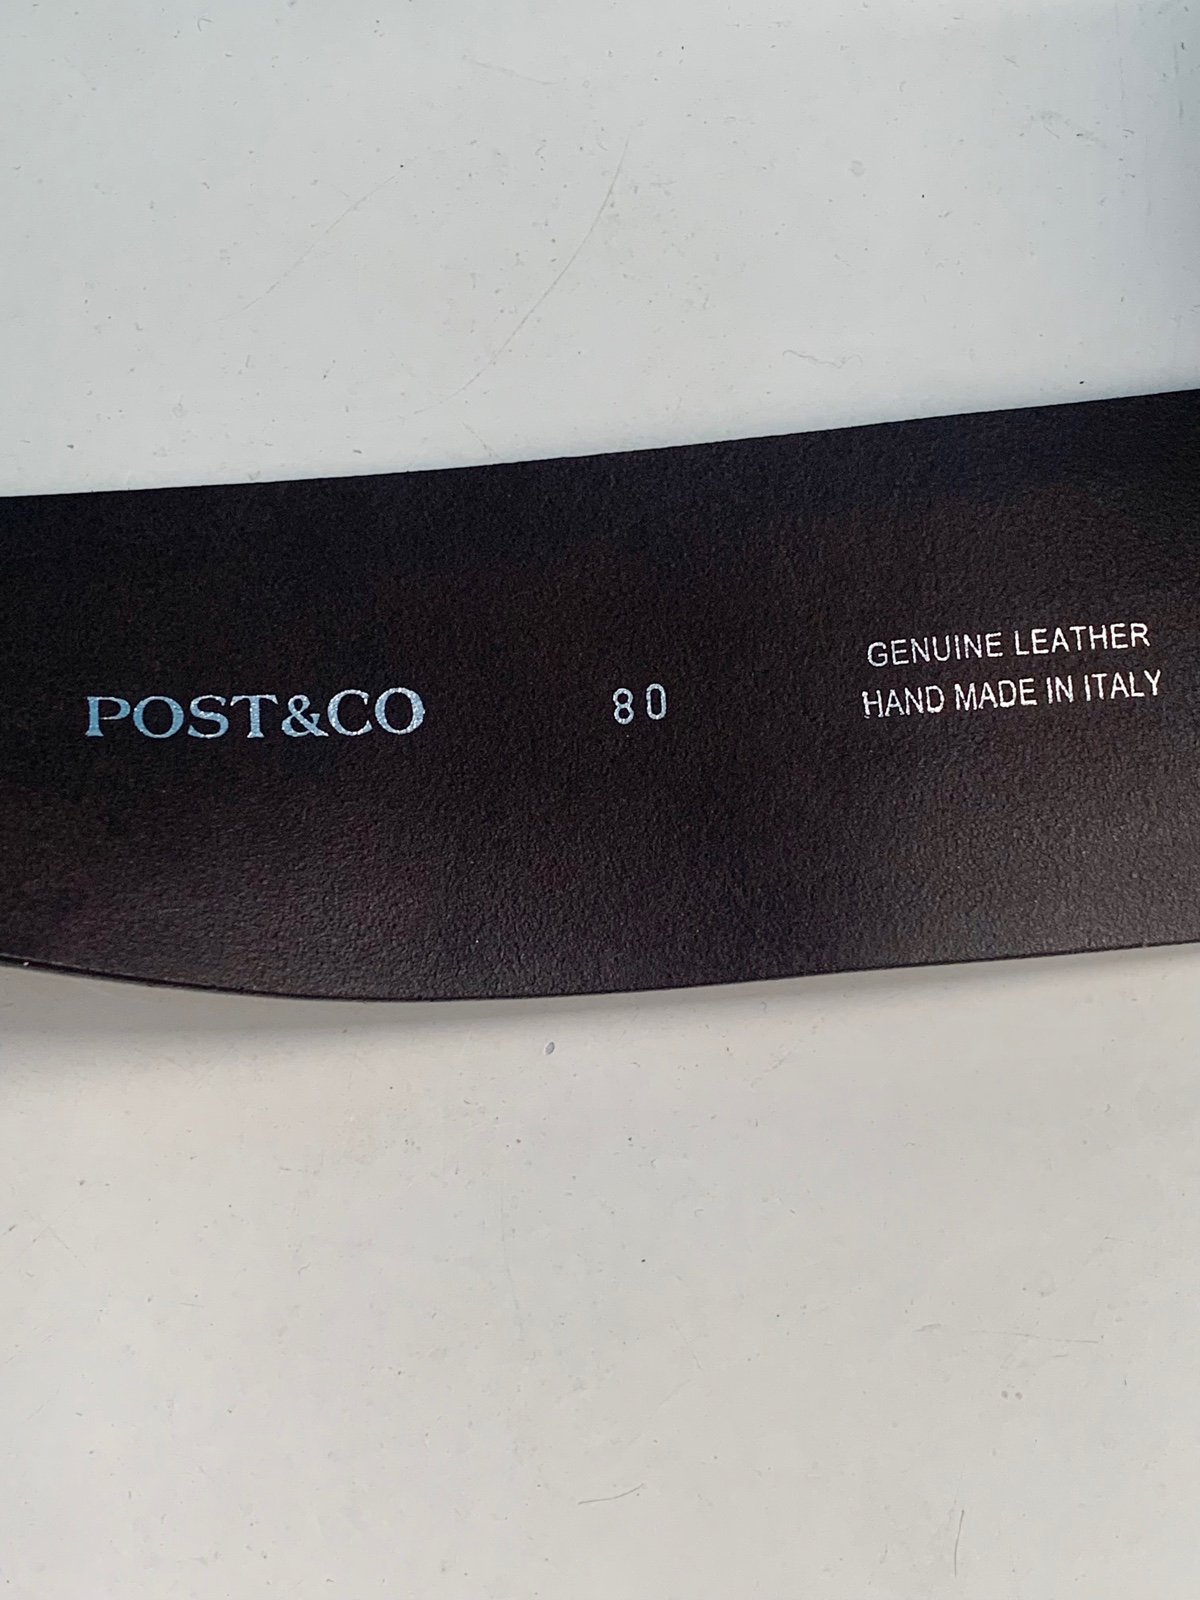 POST&CO
80
GENUINE LEATHER
HAND MADE IN ITALY